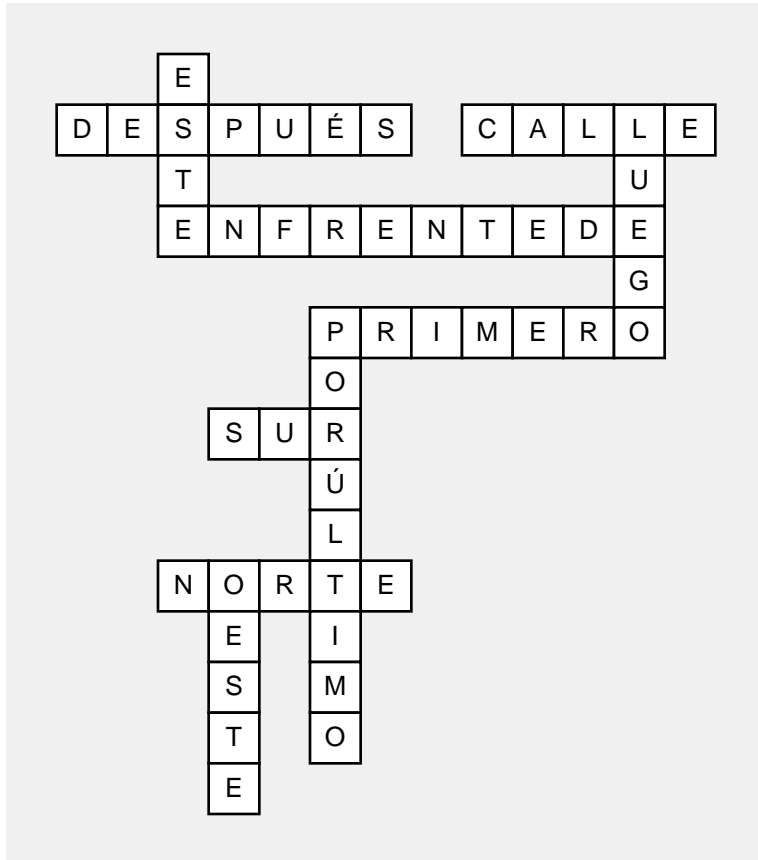 E
DESPUÉS CALLE
T U
ENFRENTEDE
G
PRIMERO
O
SUR
Ú
L
NORTE
E I
S M
T O
E